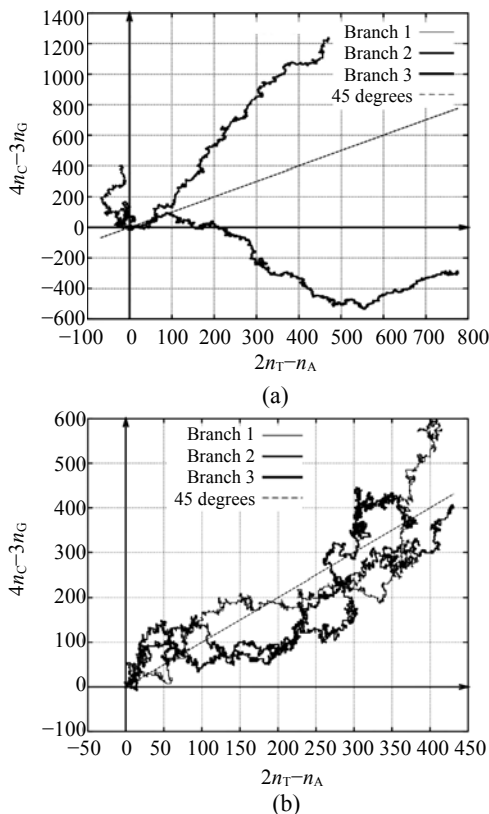 1400
1200
1000
800
600
400
200
0
−200
−400
−600
4nC−3nG
Branch 1
Branch 2
Branch 3
45 degrees
−100 0 100 200 300 400 500 600 700 800
2nT−nA
(a)
600
500
400
300
200
100
0
−100
4nC−3nG
Branch 1
Branch 2
Branch 3
45 degrees
−50 0 50 100 150 200 250 300 350 400 450
2nT−nA
(b)